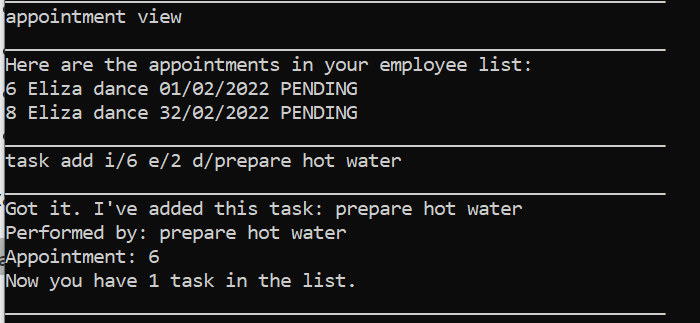 appointment view
Here are the appointments in your employee list:
6 Eliza dance 01/02/2022 PENDING
8 Eliza dance 32/02/2022 PENDING
task add i/6 e/2 d/prepare hot water
Got it. I've added this task: prepare hot water
Performed by: prepare hot water
Appointment: 6
Now you have 1 task in the list.